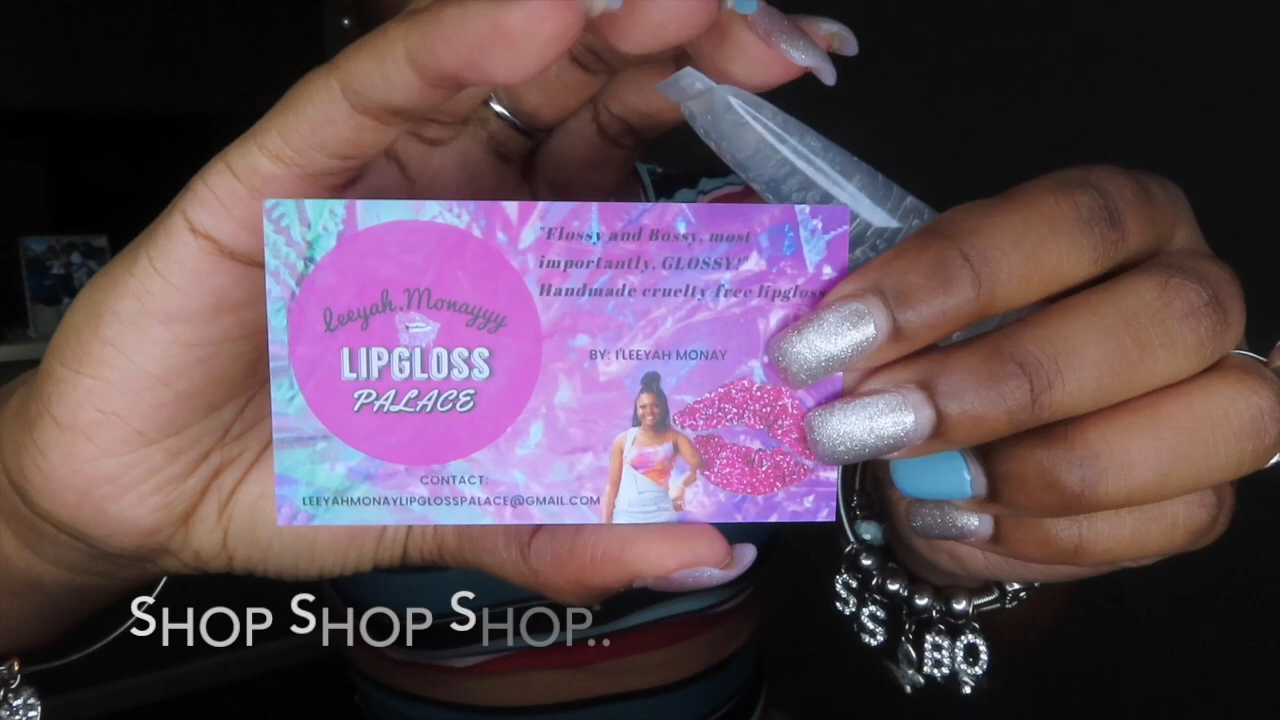 "Flossy and Bossy, most
importantly, GLOSSY!"
Handmade cruelty free lipgloss
Leeyah.Monayyy
LIPGLOSS
PALACE
BY: I'LEEYAH MONAY
CONTACT:
LEEYAHMONAYLIPGLOSSPALACE@GMAIL.COM
SHOP SHOP SHOP..